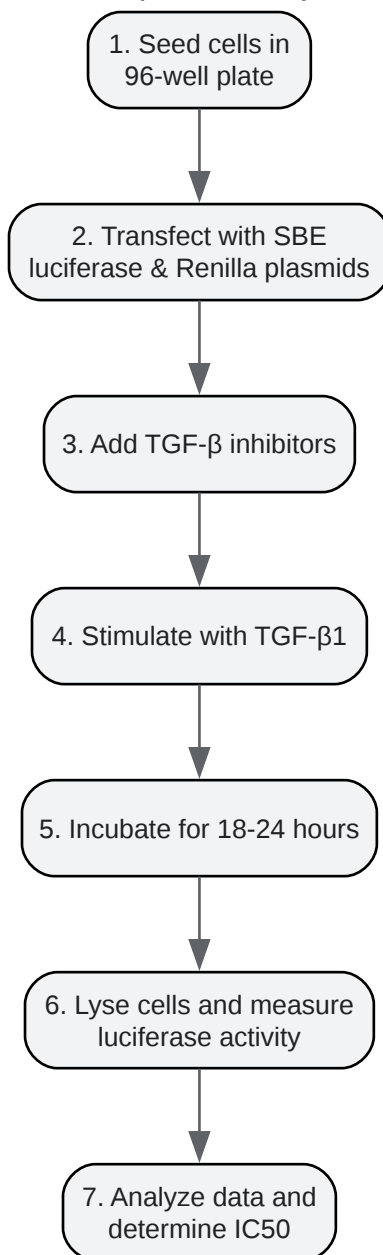 1. Seed cells in
96-well plate
2. Transfect with SBE
luciferase & Renilla plasmids
3. Add TGF-β inhibitors
4. Stimulate with TGF-β1
5. Incubate for 18-24 hours
6. Lyse cells and measure
luciferase activity
7. Analyze data and
determine IC50